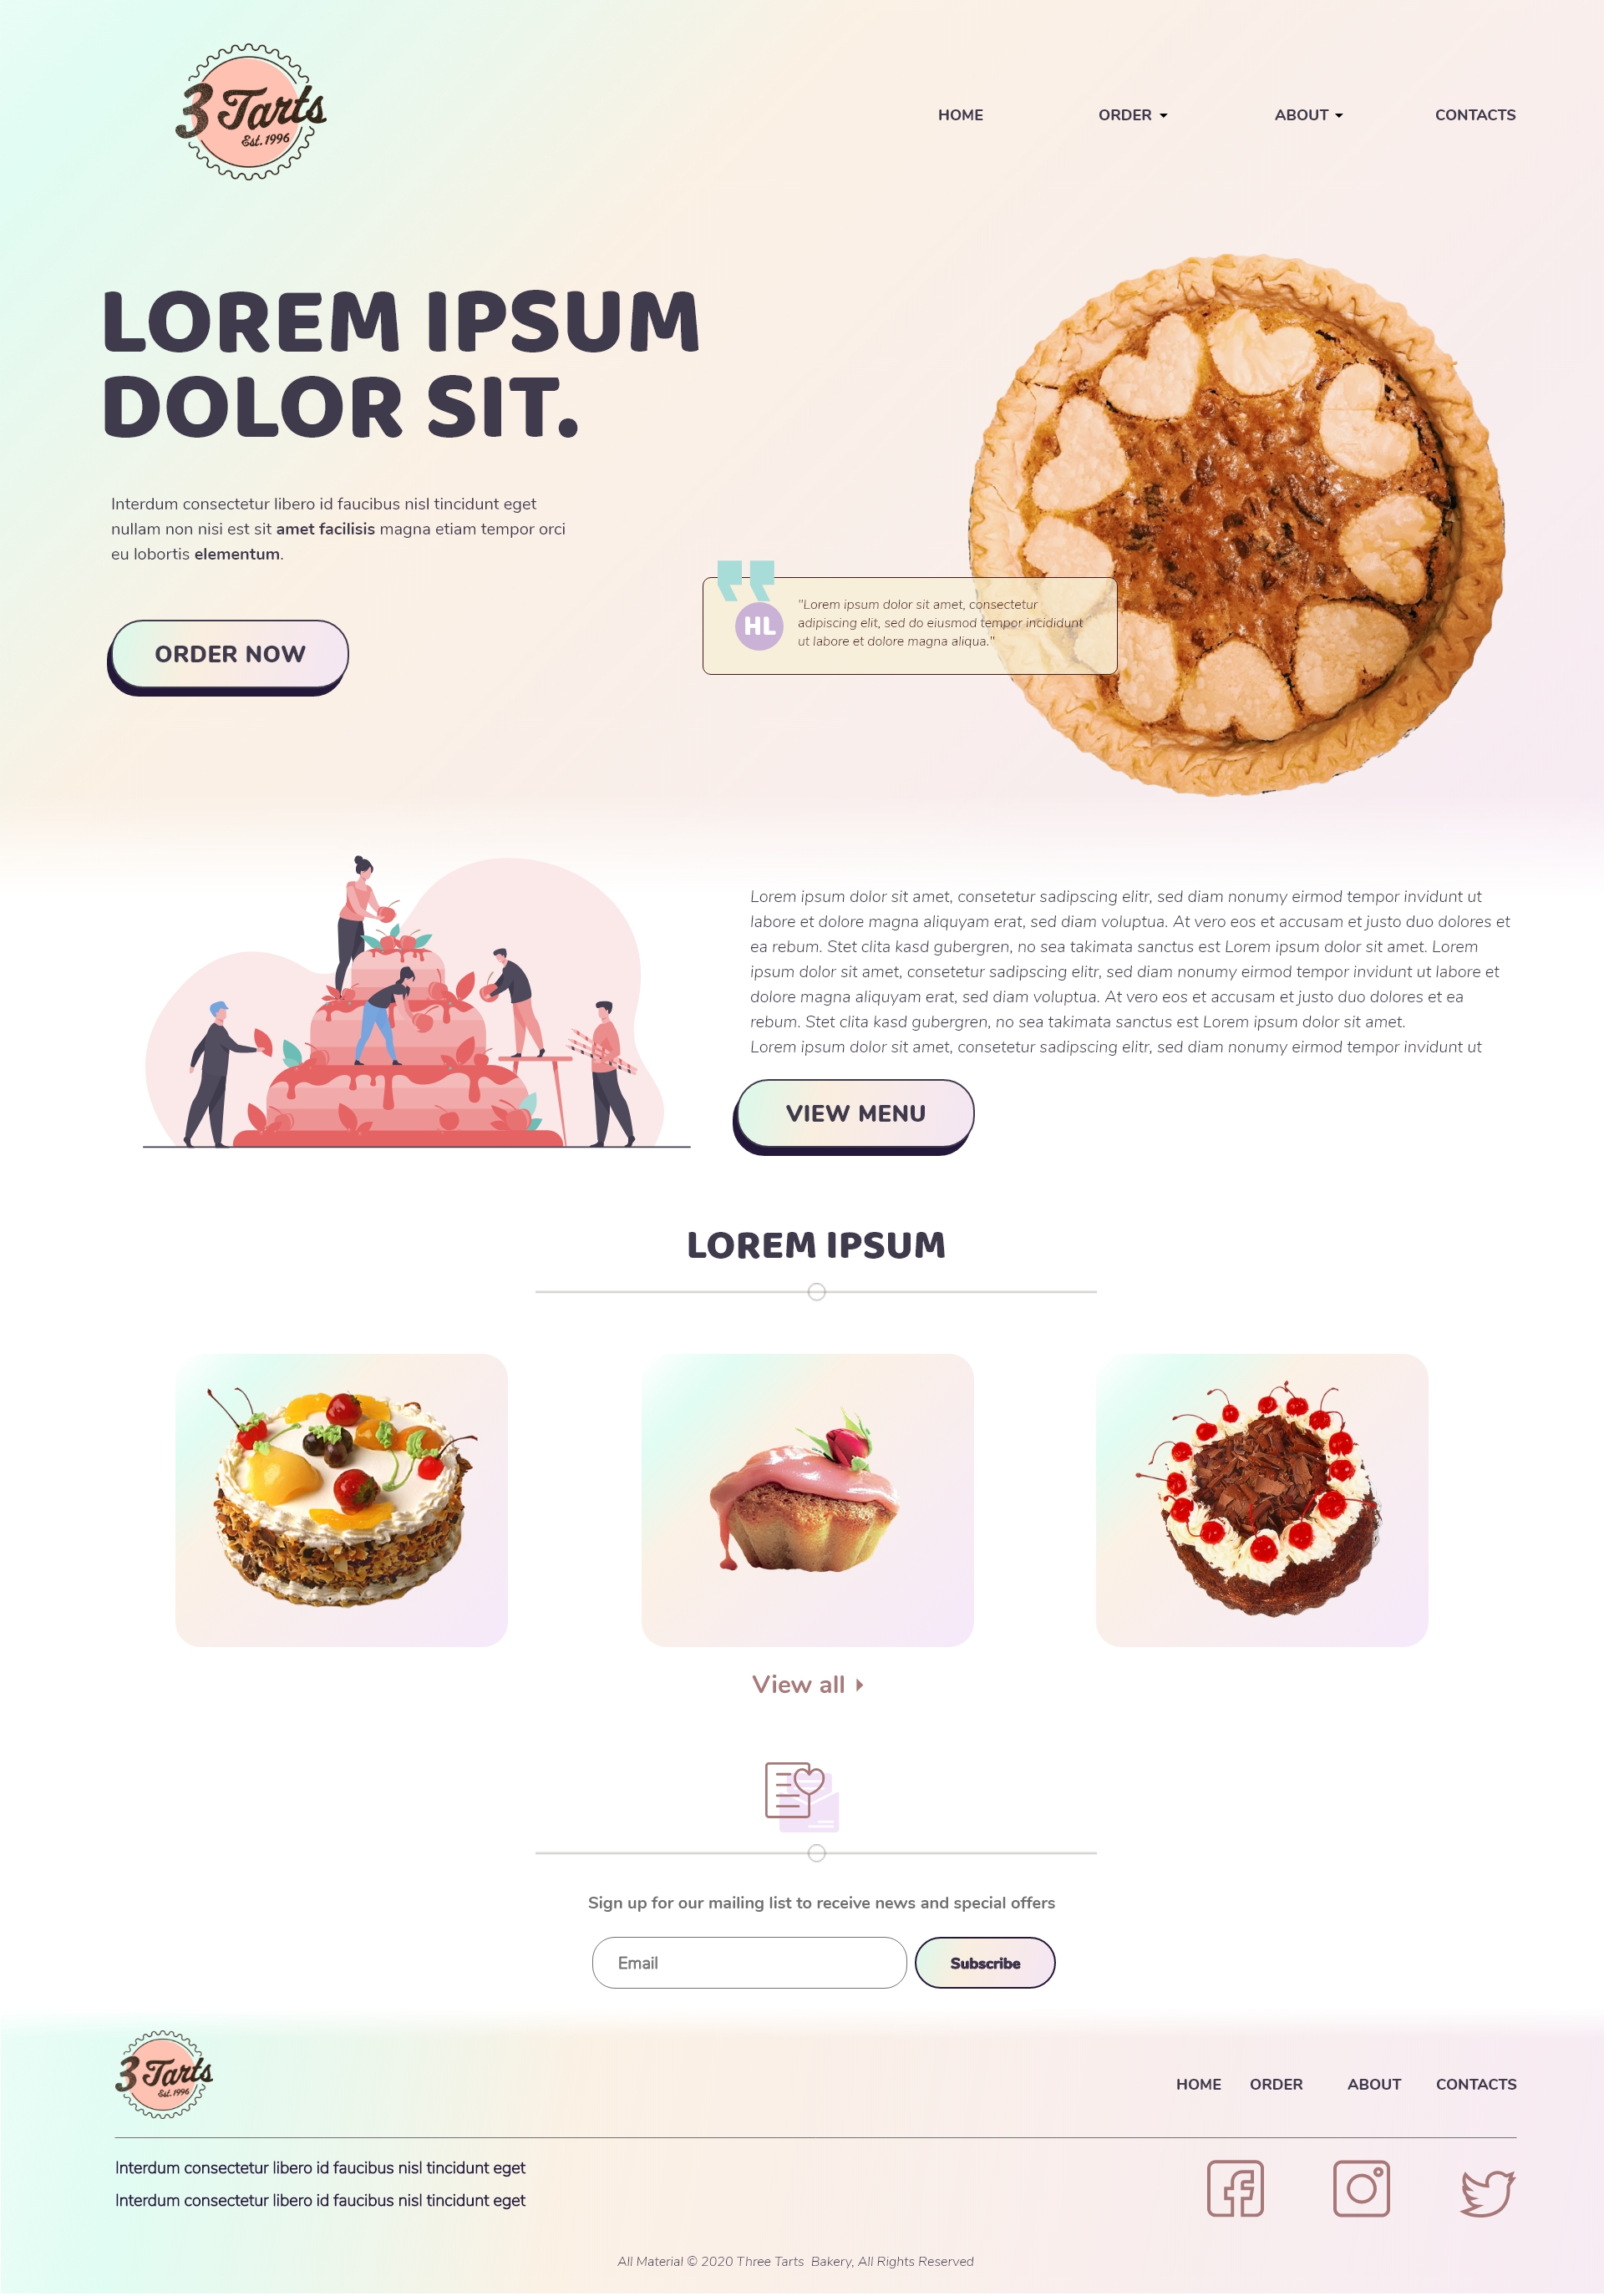 3 Tarts
Est. 1996
HOME
ORDER
ABOUT
CONTACTS
LOREM IPSUM
DOLOR SIT.
Interdum consectetur libero id faucibus nisl tincidunt eget
nullam non nisi est sit amet facilisis magna etiam tempor orci
eu lobortis elementum.
ORDER NOW
HL
"Lorem ipsum dolor sit amet, consectetur
adipiscing elit, sed do eiusmod tempor incididunt
ut labore et dolore magna aliqua."
Lorem ipsum dolor sit amet, consetetur sadipscing elitr, sed diam nonumy eirmod tempor invidunt ut
labore et dolore magna aliquyam erat, sed diam voluptua. At vero eos et accusam et justo duo dolores et
ea rebum. Stet clita kasd gubergren, no sea takimata sanctus est Lorem ipsum dolor sit amet. Lorem
ipsum dolor sit amet, consetetur sadipscing elitr, sed diam nonumy eirmod tempor invidunt ut labore et
dolore magna aliquyam erat, sed diam voluptua. At vero eos et accusam et justo duo dolores et ea
rebum. Stet clita kasd gubergren, no sea takimata sanctus est Lorem ipsum dolor sit amet.
Lorem ipsum dolor sit amet, consetetur sadipscing elitr, sed diam nonumy eirmod tempor invidunt ut
VIEW MENU
LOREM IPSUM
View all
Sign up for our mailing list to receive news and special offers
Email
Subscribe
3 Tarts
Est. 1996
HOME
ORDER
ABOUT
CONTACTS
Interdum consectetur libero id faucibus nisl tincidunt eget
Interdum consectetur libero id faucibus nisl tincidunt eget
All Material © 2020 Three Tarts  Bakery, All Rights Reserved